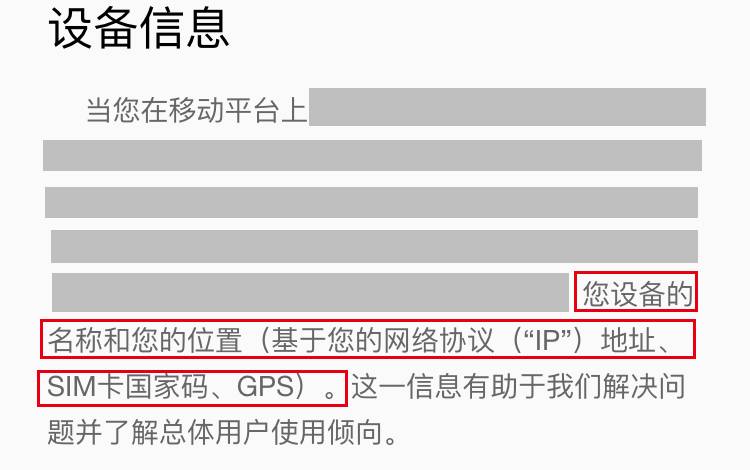 设备信息
当您在移动平台上
您设备的
名称和您的位置（基于您的网络协议（“IP”）地址、
SIM卡国家码、GPS）。这一信息有助于我们解决问
题并了解总体用户使用倾向。